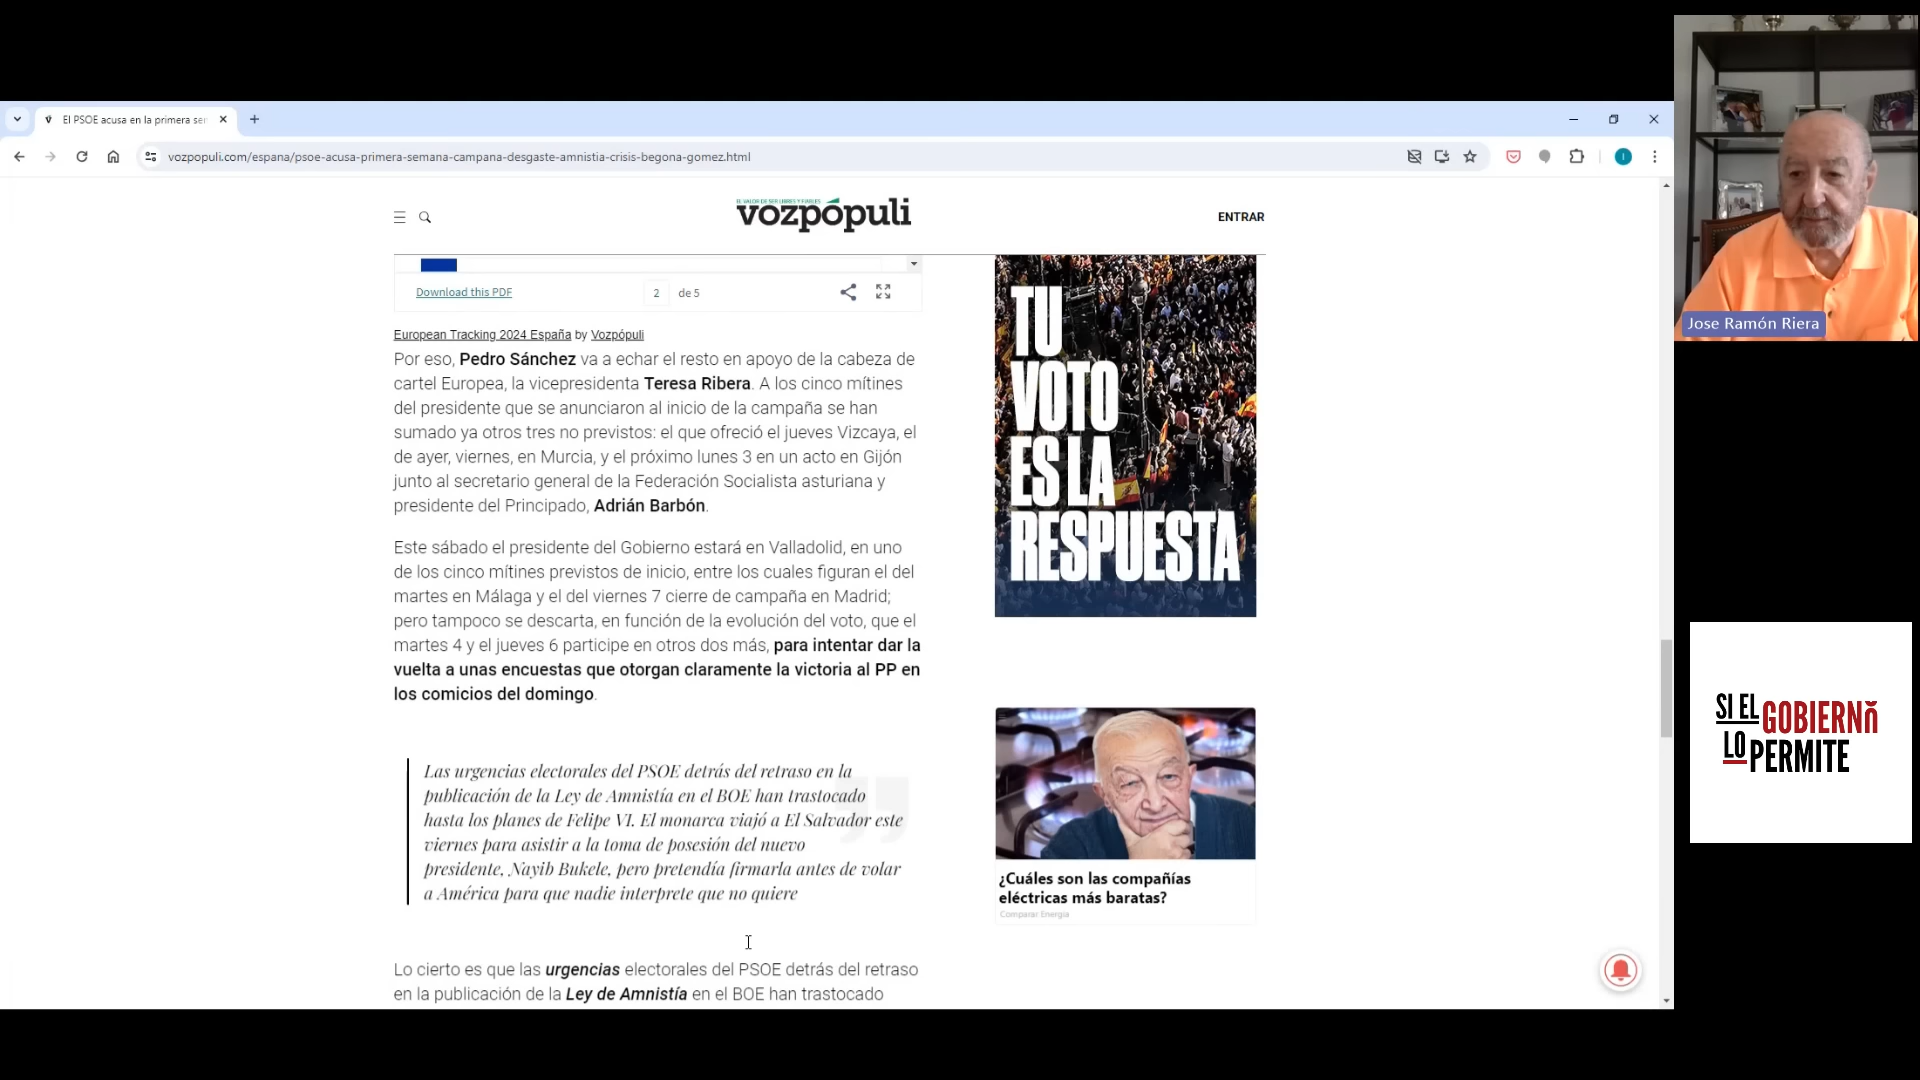 El PSOE acusa en la primera ser
vozpopuli.com/espana/psoe-acusa-primera-semana-campana-desgaste-amnistia-crisis-begona-gomez.html
EL VALOR DE SER LIBRES Y FIABLES
vozpópuli
ENTRAR
Download this PDF
2 de 5
European Tracking 2024 España by Vozpópuli
Por eso, Pedro Sánchez va a echar el resto en apoyo de la cabeza de
cartel Europea, la vicepresidenta Teresa Ribera. A los cinco mítines
del presidente que se anunciaron al inicio de la campaña se han
sumado ya otros tres no previstos: el que ofreció el jueves Vizcaya, el
de ayer, viernes, en Murcia, y el próximo lunes 3 en un acto en Gijón
junto al secretario general de la Federación Socialista asturiana y
presidente del Principado, Adrián Barbón.
Este sábado el presidente del Gobierno estará en Valladolid, en uno
de los cinco mítines previstos de inicio, entre los cuales figuran el del
martes en Málaga y el del viernes 7 cierre de campaña en Madrid;
pero tampoco se descarta, en función de la evolución del voto, que el
martes 4 y el jueves 6 participe en otros dos más, para intentar dar la
vuelta a unas encuestas que otorgan claramente la victoria al PP en
los comicios del domingo.
Las urgencias electorales del PSOE detrás del retraso en la
publicación de la Ley de Amnistía en el BOE han trastocado
hasta los planes de Felipe VI. El monarca viajó a El Salvador este
viernes para asistir a la toma de posesión del nuevo
presidente, Nayib Bukele, pero pretendía firmarla antes de volar
a América para que nadie interprete que no quiere
Lo cierto es que las urgencias electorales del PSOE detrás del retraso
en la publicación de la Ley de Amnistía en el BOE han trastocado
TU
VOTO
ES LA
RESPUESTA
¿Cuáles son las compañías
eléctricas más baratas?
Comparar Energia
Jose Ramón Riera
SI EL GOBIERNO
LO PERMITE